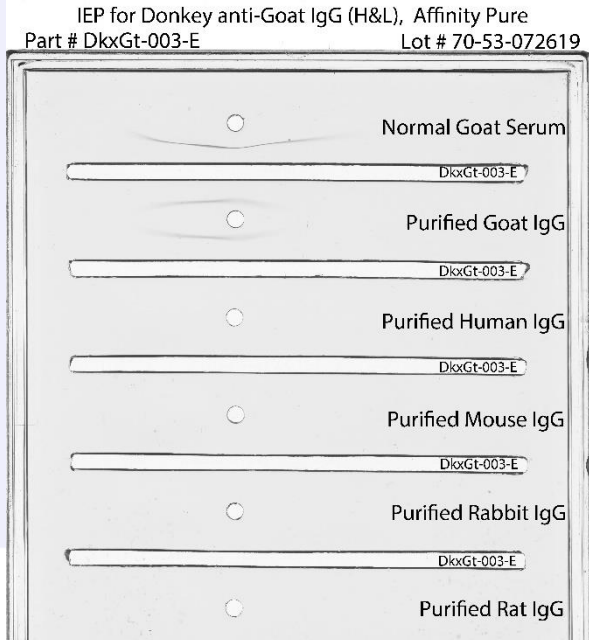 IEP for Donkey anti-Goat IgG (H&L), Affinity Pure
Part # DkxGt-003-E Lot # 70-53-072619
Normal Goat Serum
DkxGt-003-E
Purified Goat IgG
DkxGt-003-E
Purified Human IgG
DkxGt-003-E
Purified Mouse IgG
DkxGt-003-E
Purified Rabbit IgG
DkxGt-003-E
Purified Rat IgG